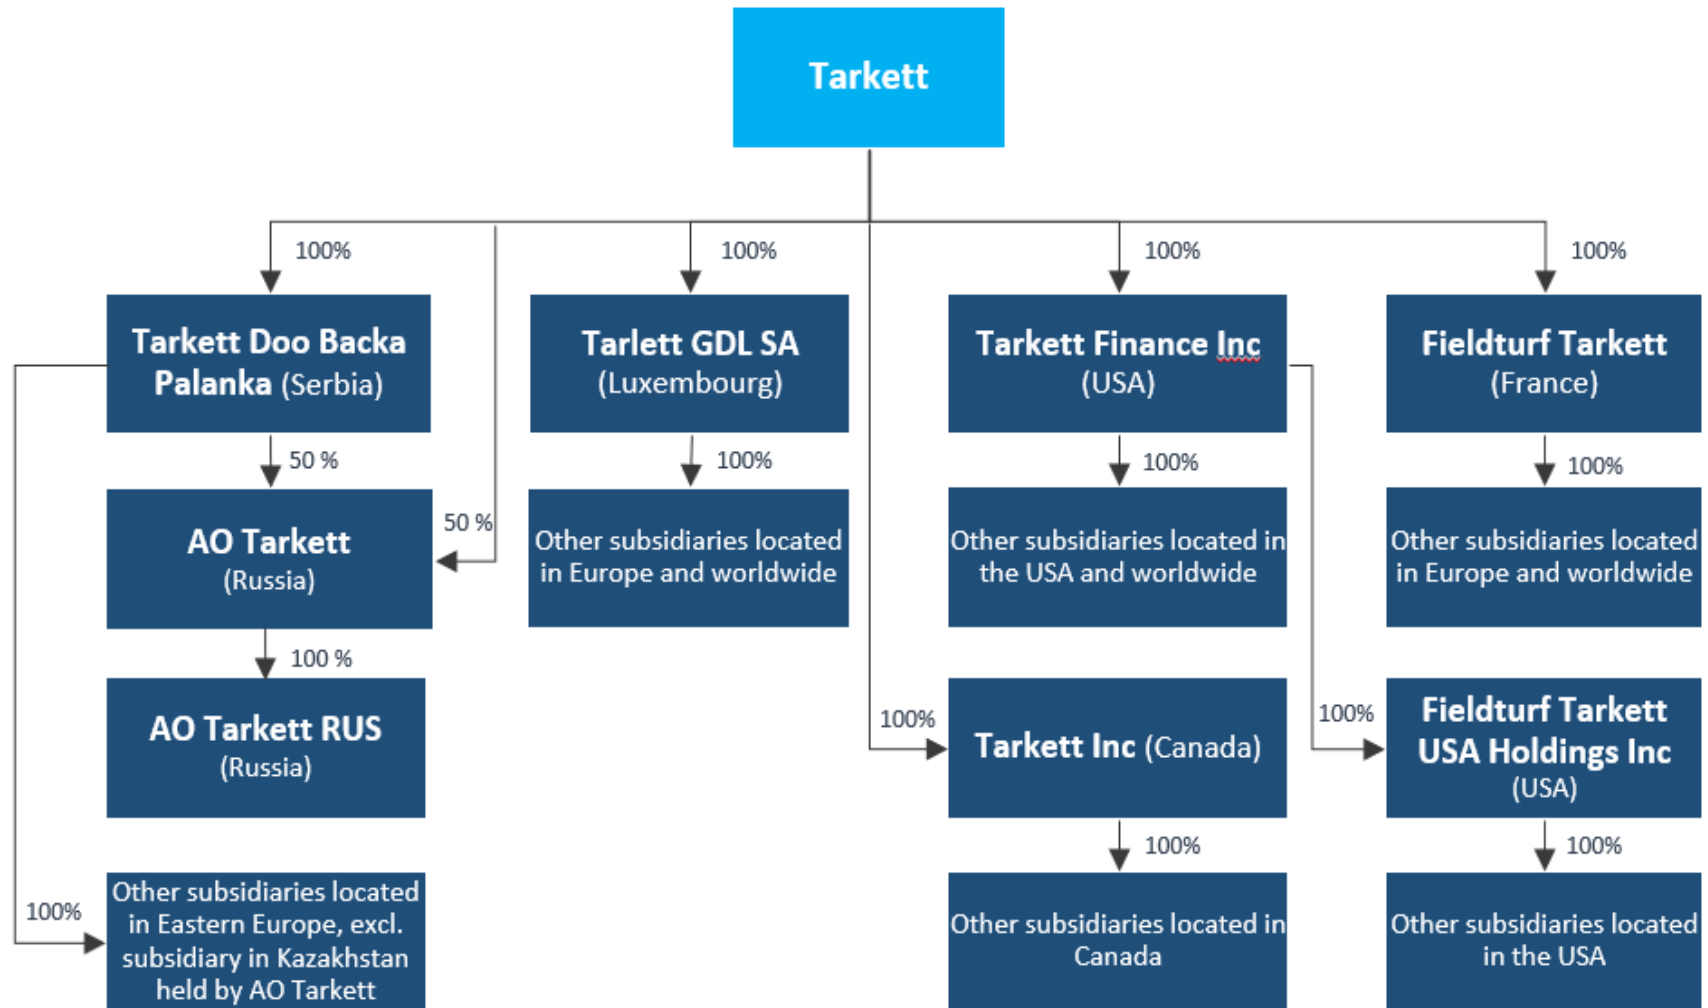 Tarkett
100%
100%
100%
100%
Tarkett Doo Backa
Palanka (Serbia)
Tarlett GDL SA
(Luxembourg)
Tarkett Finance Inc
(USA)
Fieldturf Tarkett
(France)
50 %
100%
100%
100%
50 %
AO Tarkett
(Russia)
Other subsidiaries located
in Europe and worldwide
Other subsidiaries located in
the USA and worldwide
Other subsidiaries located
in Europe and worldwide
100 %
AO Tarkett RUS
(Russia)
100%
Tarkett Inc (Canada)
100%
Fieldturf Tarkett
USA Holdings Inc
(USA)
100%
100%
100%
Other subsidiaries located
in Eastern Europe, excl.
subsidiary in Kazakhstan
held by AO Tarkett
Other subsidiaries located in
Canada
Other subsidiaries located
in the USA